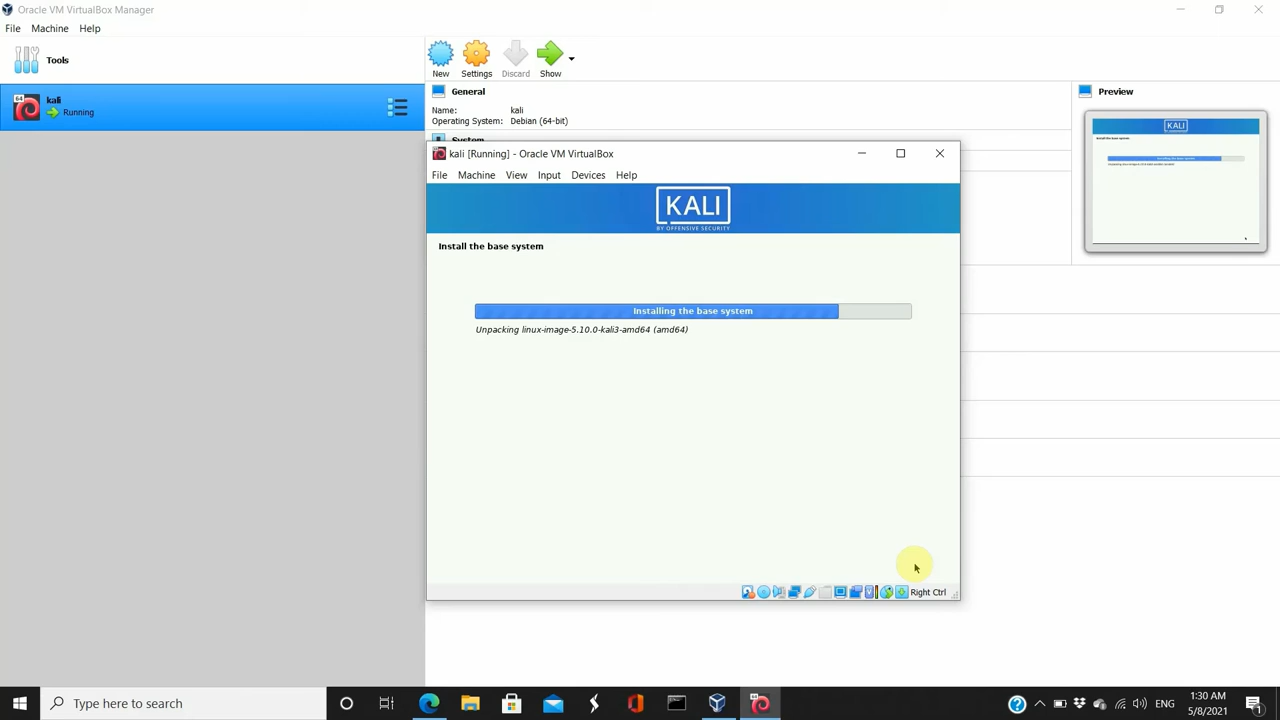 Oracle VM VirtualBox Manager
File Machine Help
Tools
New Settings Discard Show
64
kali
Running
General
Name: kali
Operating System: Debian (64-bit)
System
Preview
kali [Running] - Oracle VM VirtualBox
File Machine View Input Devices Help
KALI
BY OFFENSIVE SECURITY
Install the base system
Installing the base system
Unpacking linux-image-5.10.0-kali3-amd64 (amd64)
Right Ctrl
Type here to search
ENG
1:30 AM
5/8/2021